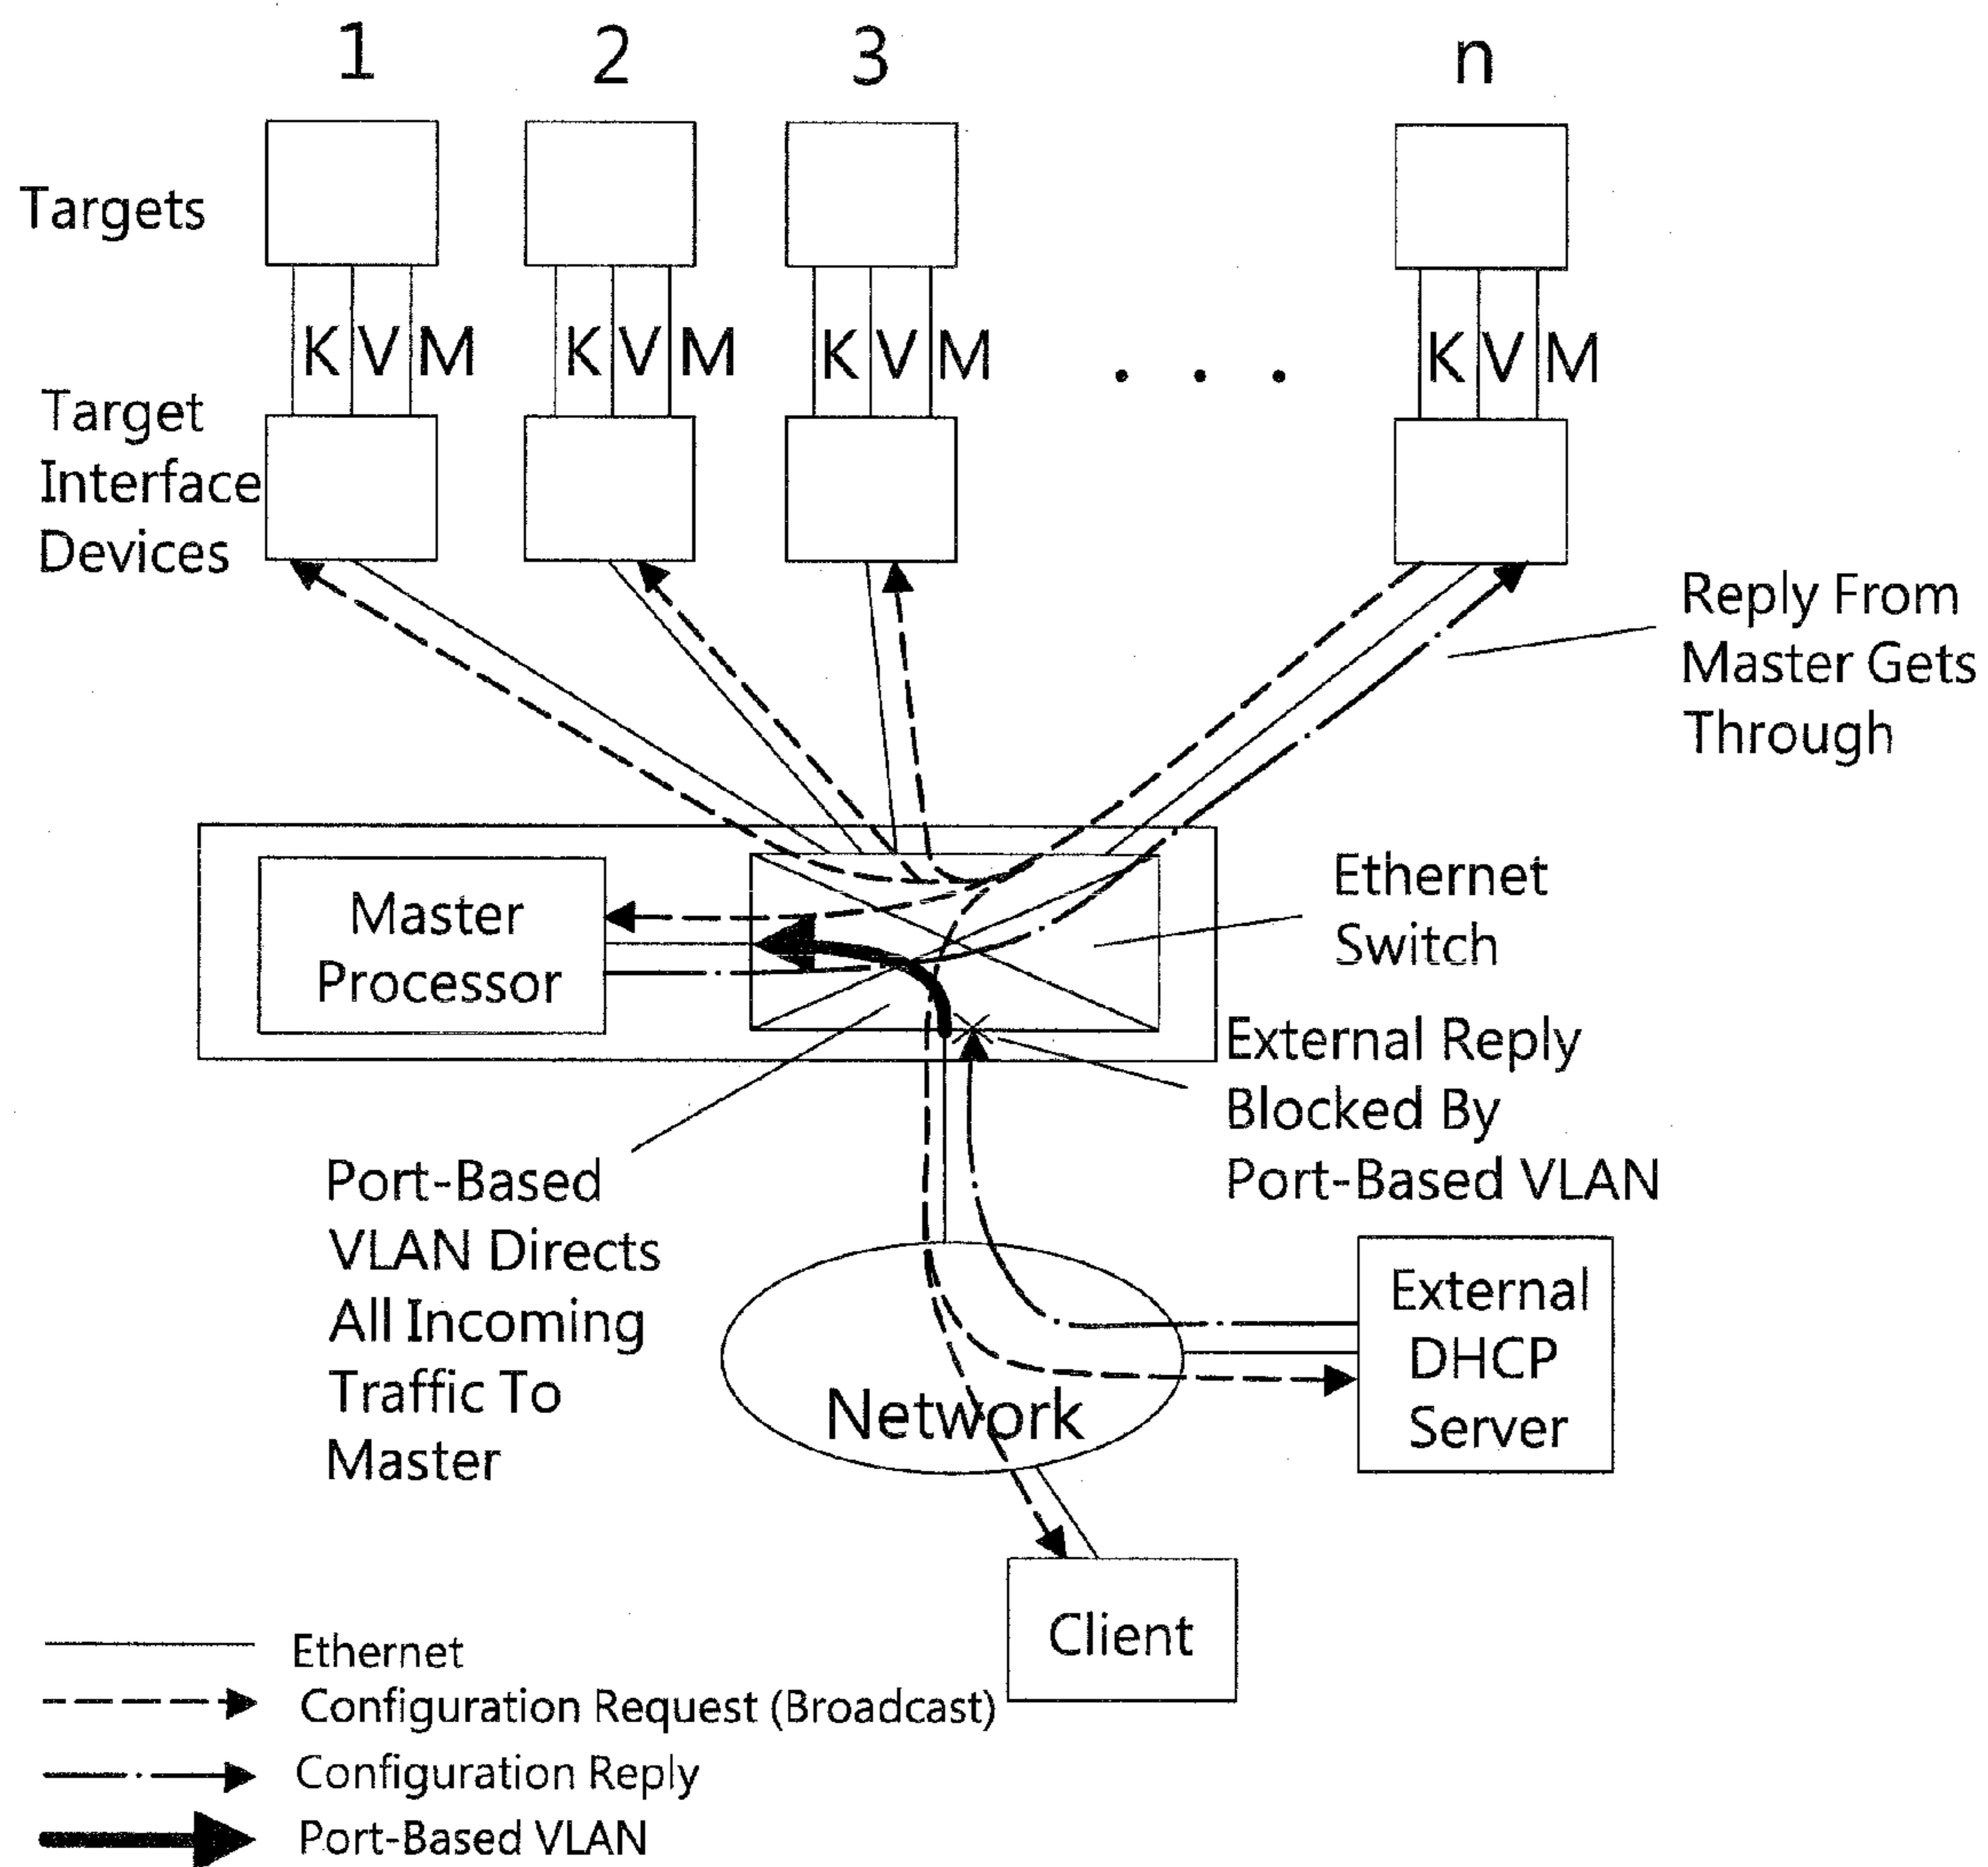 1 2 3 n
Targets
K V M K V M K V M . . . K V M
Target
Interface
Devices
Reply From
Master Gets
Through
Master
Processor
Ethernet
Switch
External Reply
Blocked By
Port-Based VLAN
Port-Based
VLAN Directs
All Incoming
Traffic To
Master
External
DHCP
Server
Network
Client
Ethernet
Configuration Request (Broadcast)
Configuration Reply
Port-Based VLAN